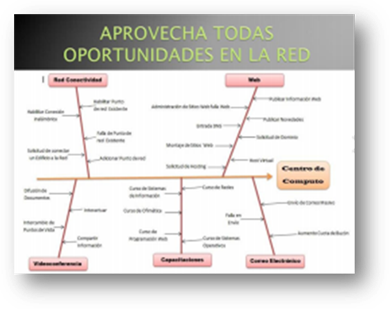 APROVECHA TODAS
OPORTUNIDADES EN LA RED
Red Conectividad
Web
Habilitar Conexión
Inalámbrica
Habilitar Punto
de red Existente
Falla de Punto de
red Existente
Solicitud de conectar
un Edificio a la Red
Adicionar Punto de red
Administración de Sitios Web Falla Web
Publicar Información Web
Entrada Web
Publicar Novedades
Solicitud de Dominio
Montaje de Sitios Web
Host Virtual
Solicitud de Hosting
Centro de
Computo
Difusión de
Documentos
Interactuar
Intercambio de
Puntos de Vista
Compartir
Información
Curso de Sistemas
de Información
Curso de Redes
Curso de Ofimática
Curso de
Programación Web
Curso de Sistemas
Operativos
Envío de Correo Masivo
Falla en
Envío
Aumento Cuota de Buzón
Videoconferencia
Capacitaciones
Correo Electrónico